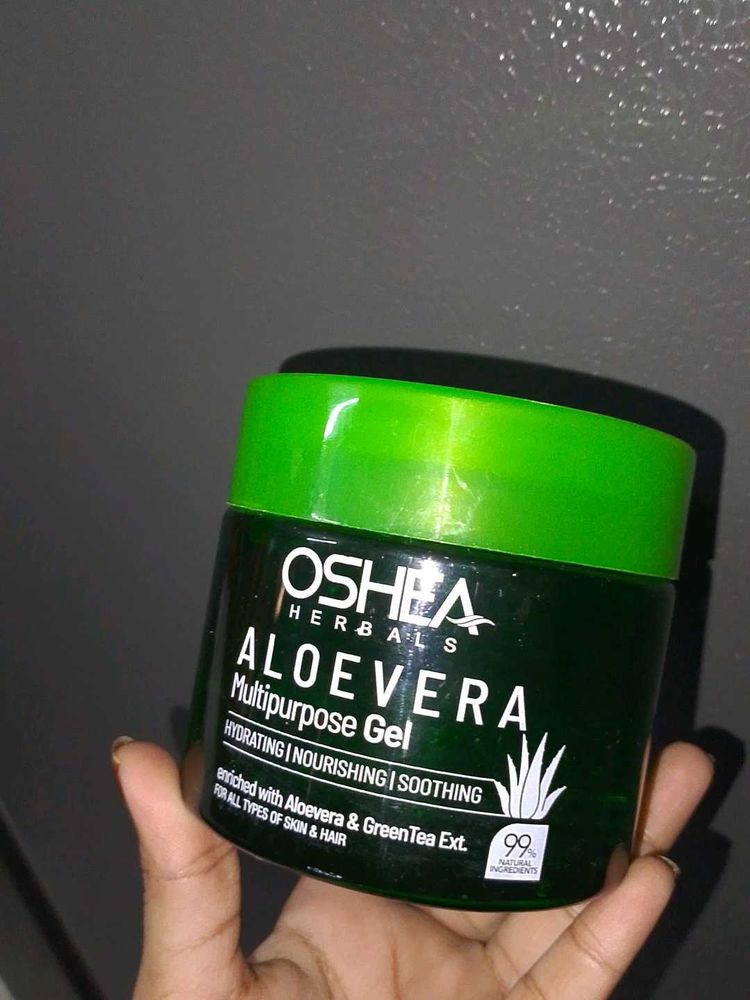 OSHEA
HERBALS
ALOEVERA
Multipurpose Gel
HYDRATING | NOURISHING | SOOTHING
enriched with Aloevera & GreenTea Ext.
FOR ALL TYPES OF SKIN & HAIR
99%
NATURAL
INGREDIENTS